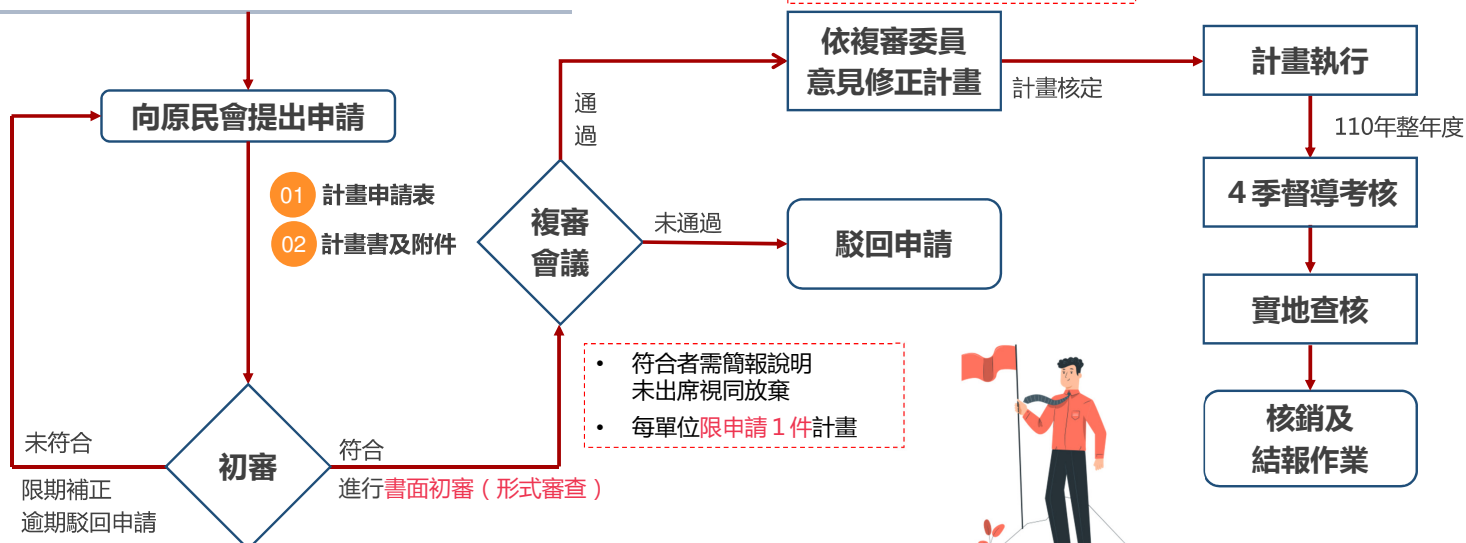 向原民會提出申請
01 計畫申請表
02 計畫書及附件
初審
未符合
限期補正
逾期駁回申請
符合
進行書面初審（形式審查）
複審
會議
通
過
未通過
駁回申請
• 符合者需簡報說明
未出席視同放棄
• 每單位限申請１件計畫
依複審委員
意見修正計畫
計畫核定
計畫執行
110年整年度
４季督導考核
實地查核
核銷及
結報作業